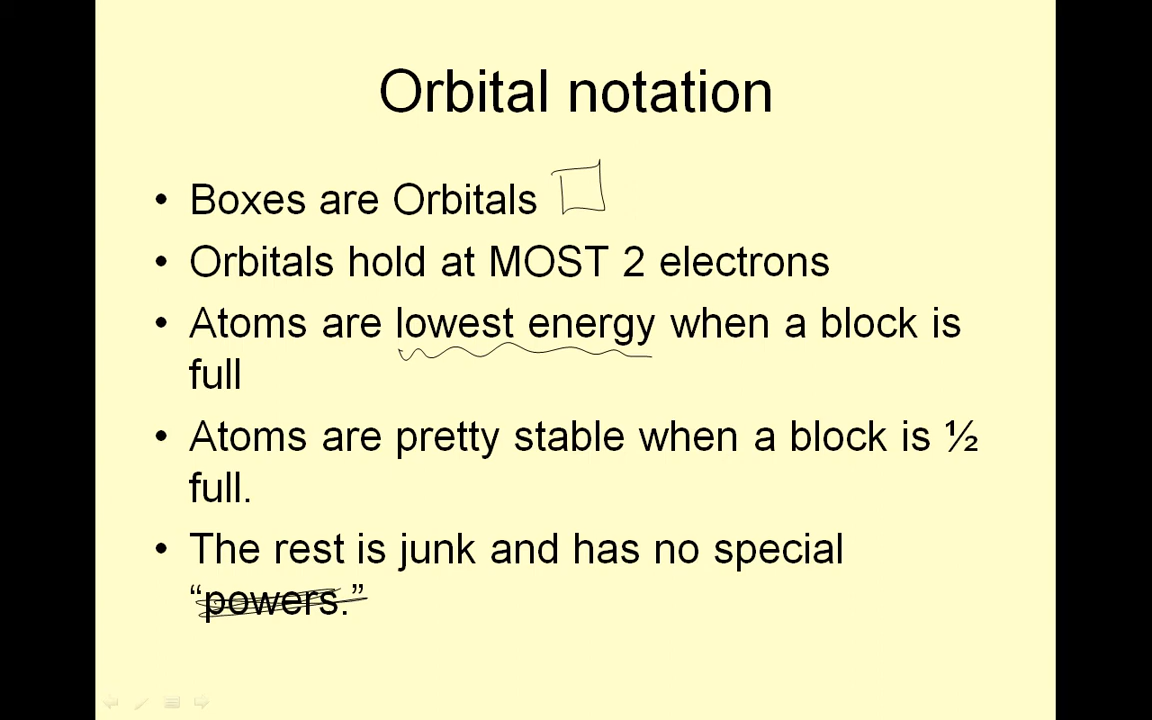 Orbital notation
• Boxes are Orbitals
• Orbitals hold at MOST 2 electrons
• Atoms are lowest energy when a block is
full
• Atoms are pretty stable when a block is ½
full.
• The rest is junk and has no special
“powers.”